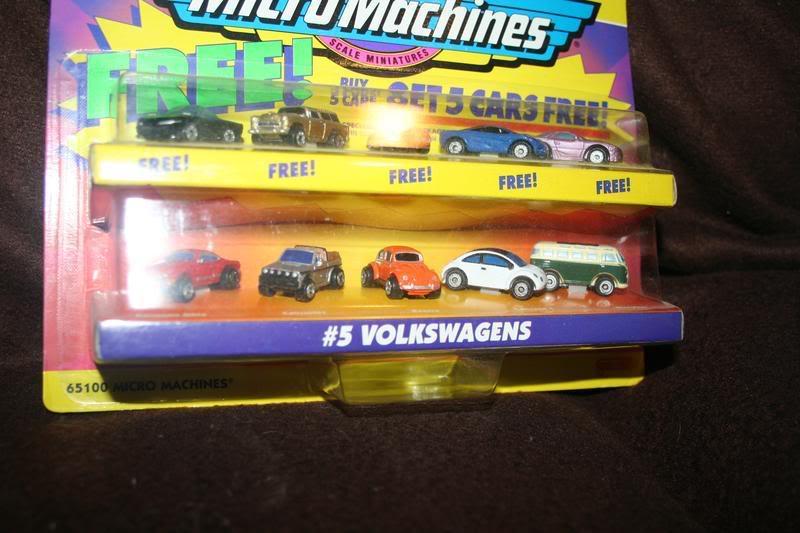 Micro Machines
SCALE MINIATURES
FREE!
BUY
5 CARS
GET 5 CARS FREE!
FREE!
FREE!
FREE!
FREE!
FREE!
#5 VOLKSWAGENS
65100 MICRO MACHINES®